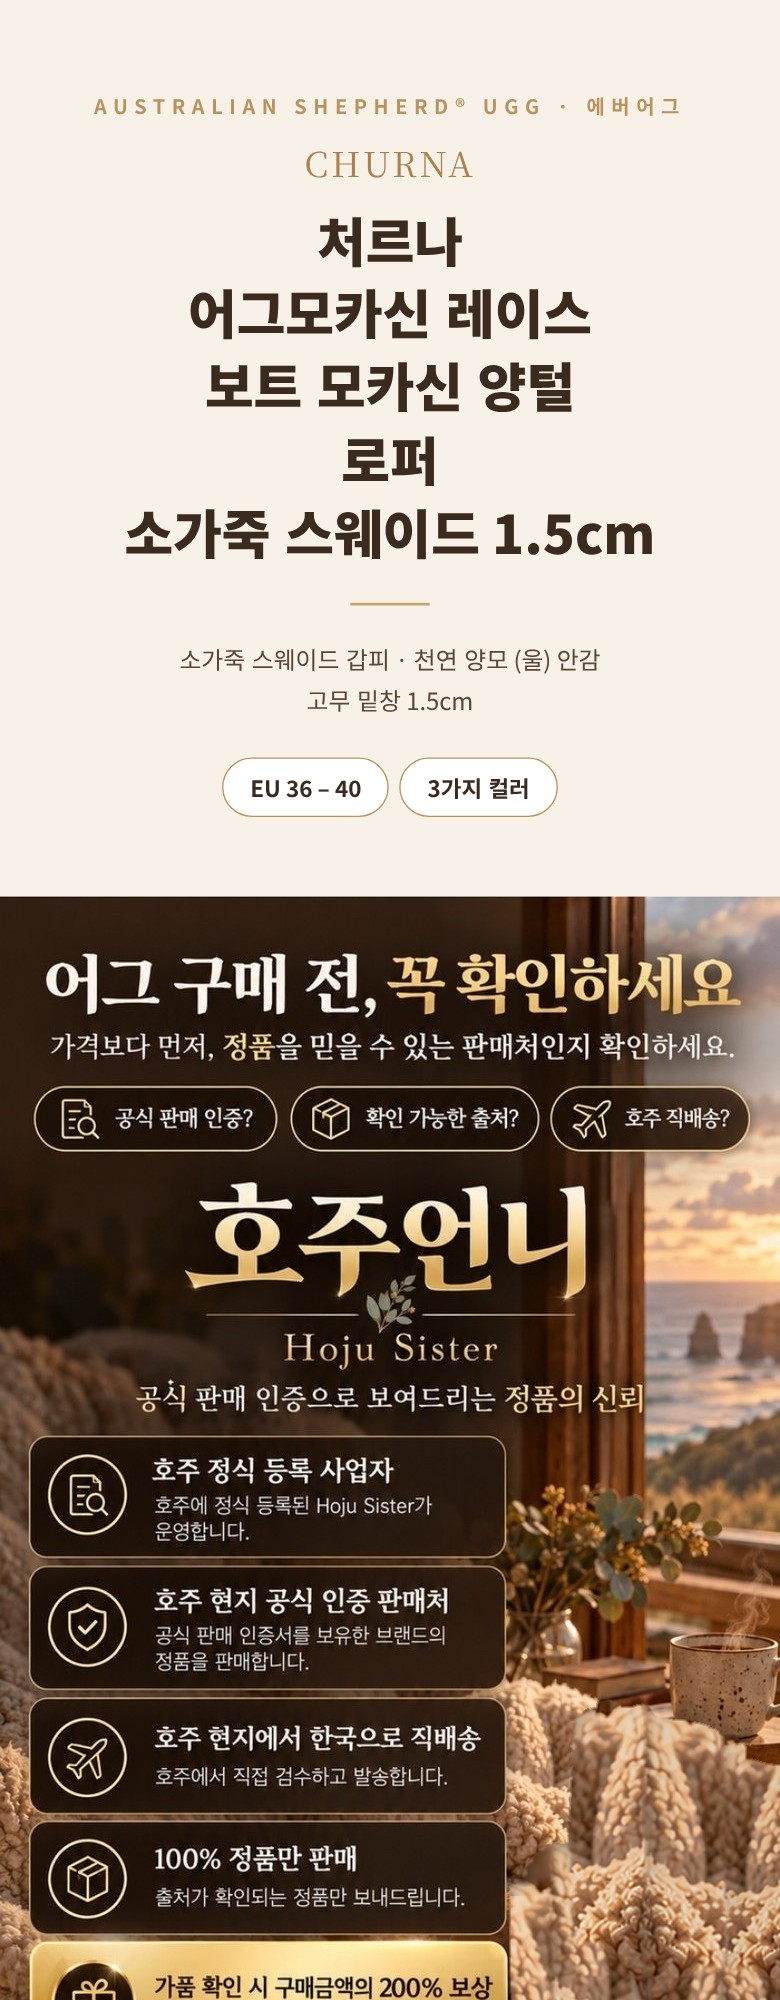 AUSTRALIAN SHEPHERD® UGG · 에버어그
CHURNA
처르나
어그모카신 레이스
보트 모카신 양털
로퍼
소가죽 스웨이드 1.5cm
소가죽 스웨이드 갑피 · 천연 양모 (울) 안감
고무 밑창 1.5cm
EU 36 – 40
3가지 컬러
어그 구매 전, 꼭 확인하세요
가격보다 먼저, 정품을 믿을 수 있는 판매처인지 확인하세요.
공식 판매 인증?
확인 가능한 출처?
호주 직배송?
호주언니
Hoju Sister
공식 판매 인증으로 보여드리는 정품의 신뢰
호주 정식 등록 사업자
호주에 정식 등록된 Hoju Sister가
운영합니다.
호주 현지 공식 인증 판매처
공식 판매 인증서를 보유한 브랜드의
정품을 판매합니다.
호주 현지에서 한국으로 직배송
호주에서 직접 검수하고 발송합니다.
100% 정품만 판매
출처가 확인되는 정품만 보내드립니다.
가품 확인 시 구매금액의 200% 보상